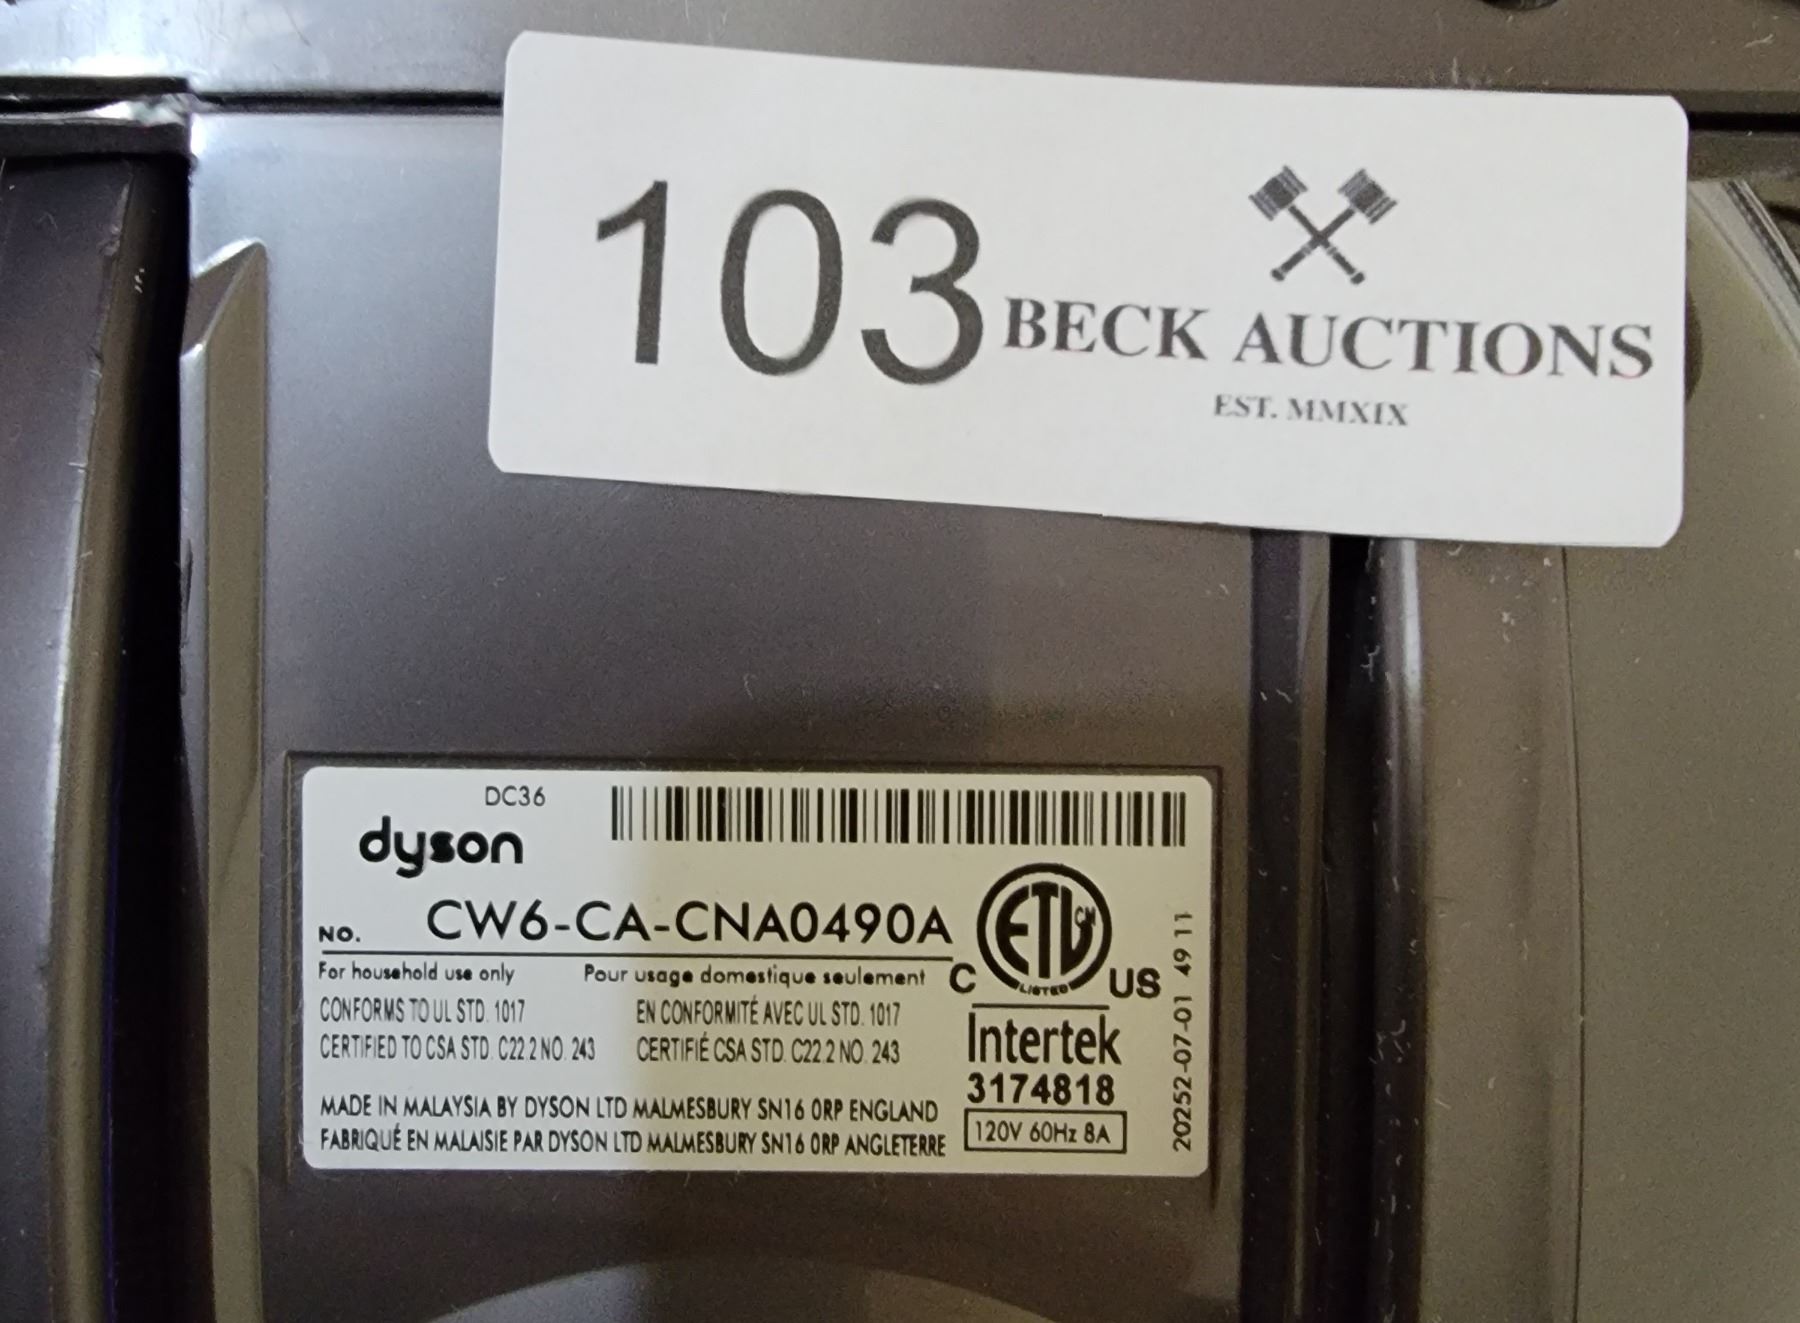 103
BECK AUCTIONS
EST. MMXIX
DC36
dyson
NO. CW6-CA-CNA0490A
For household use only Pour usage domestique seulement
CONFORMS TO UL STD. 1017 EN CONFORMITÉ AVEC UL STD. 1017
CERTIFIED TO CSA STD. C22.2 NO. 243 CERTIFIÉ CSA STD. C22.2 NO. 243
MADE IN MALAYSIA BY DYSON LTD MALMESBURY SN16 0RP ENGLAND
FABRIQUÉ EN MALAISIE PAR DYSON LTD MALMESBURY SN16 0RP ANGLETERRE
ETL CM
LISTED
C US
Intertek
3174818
120V 60Hz 8A
20252-07-01 49 11